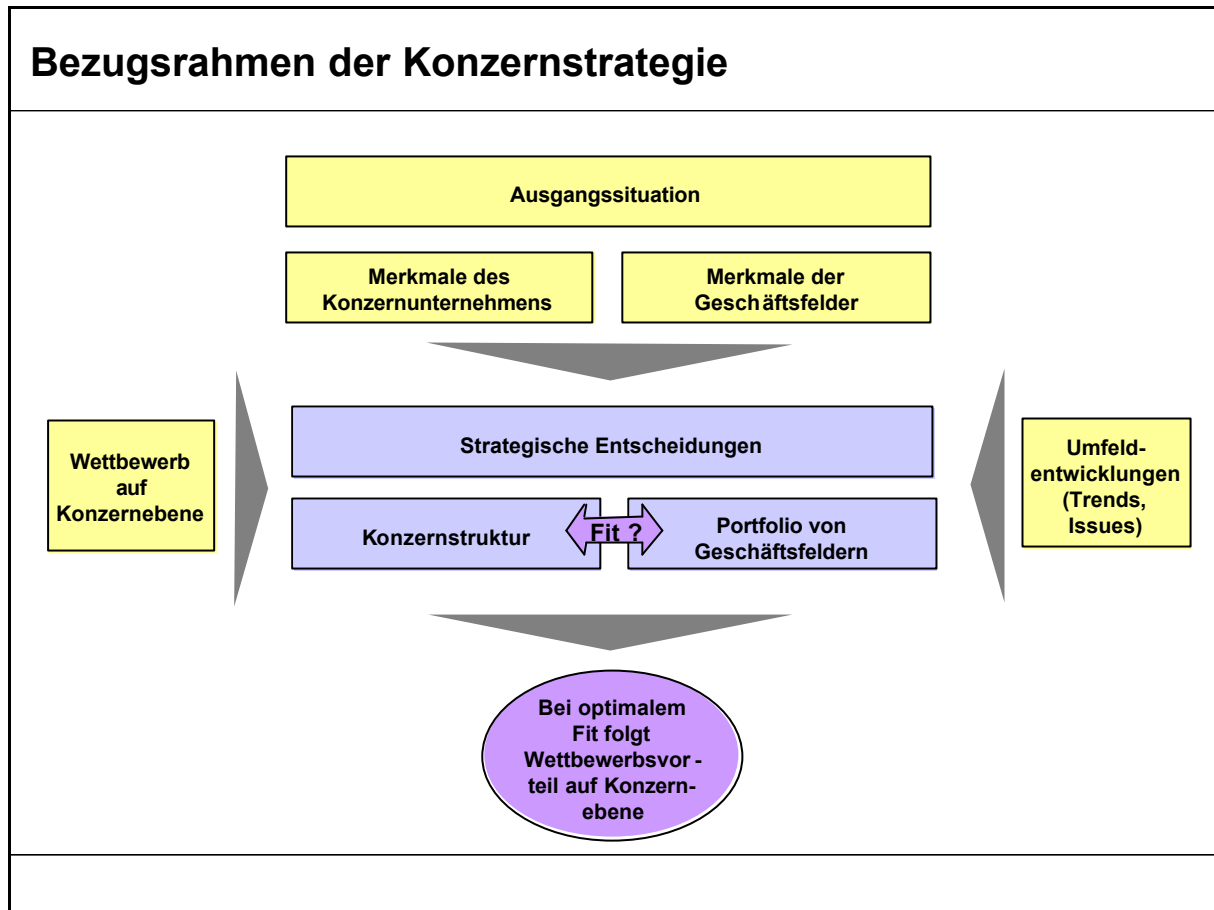 Bezugsrahmen der Konzernstrategie
Ausgangssituation
Merkmale des
Konzernunternehmens
Merkmale der
Geschäftsfelder
Wettbewerb
auf
Konzernebene
Strategische Entscheidungen
Konzernstruktur
Fit ?
Portfolio von
Geschäftsfeldern
Umfeld-
entwicklungen
(Trends,
Issues)
Bei optimalem
Fit folgt
Wettbewerbsvor -
teil auf Konzern-
ebene